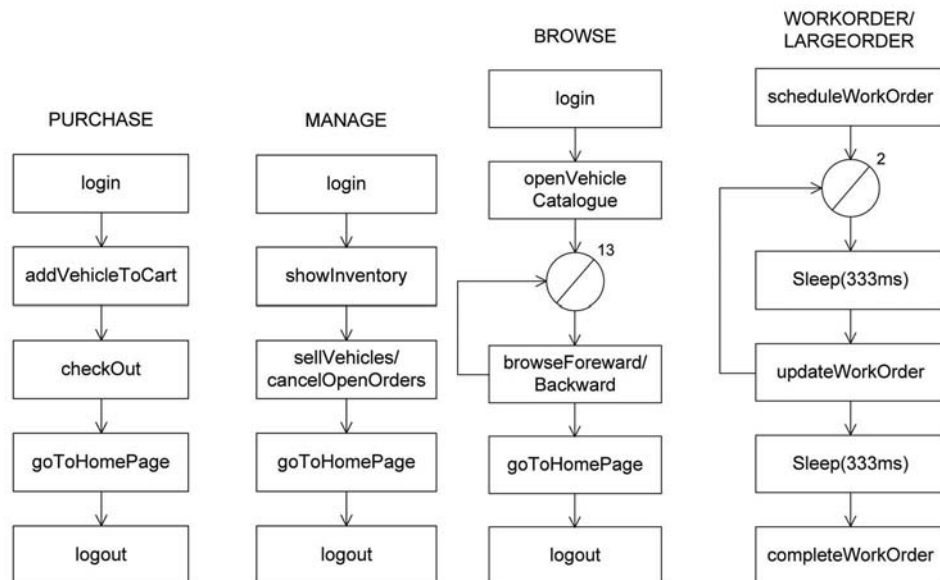 PURCHASE
login
addVehicleToCart
checkOut
goToHomePage
logout
MANAGE
login
showInventory
sellVehicles/
cancelOpenOrders
goToHomePage
logout
BROWSE
login
openVehicle
Catalogue
13
browseForeward/
Backward
goToHomePage
logout
WORKORDER/
LARGEORDER
scheduleWorkOrder
2
Sleep(333ms)
updateWorkOrder
Sleep(333ms)
completeWorkOrder